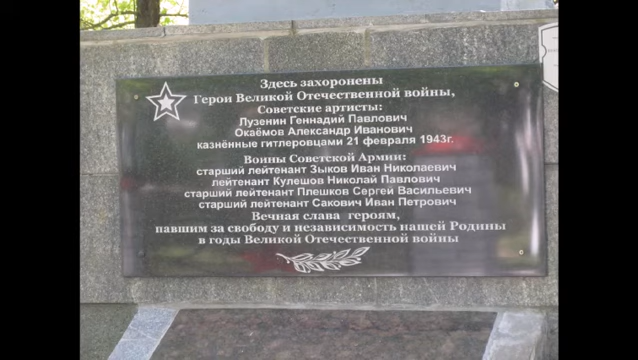 Здесь захоронены
Герои Великой Отечественной войны,
Советские артисты:
Лузенин Геннадий Павлович
Окаёмов Александр Иванович
казнённые гитлеровцами 21 февраля 1943г.
Воины Советской Армии:
старший лейтенант Зыков Иван Николаевич
лейтенант Кулешов Николай Павлович
старший лейтенант Плешков Сергей Васильевич
старший лейтенант Сакович Иван Петрович
Вечная слава героям,
павшим за свободу и независимость нашей Родины
в годы Великой Отечественной войны